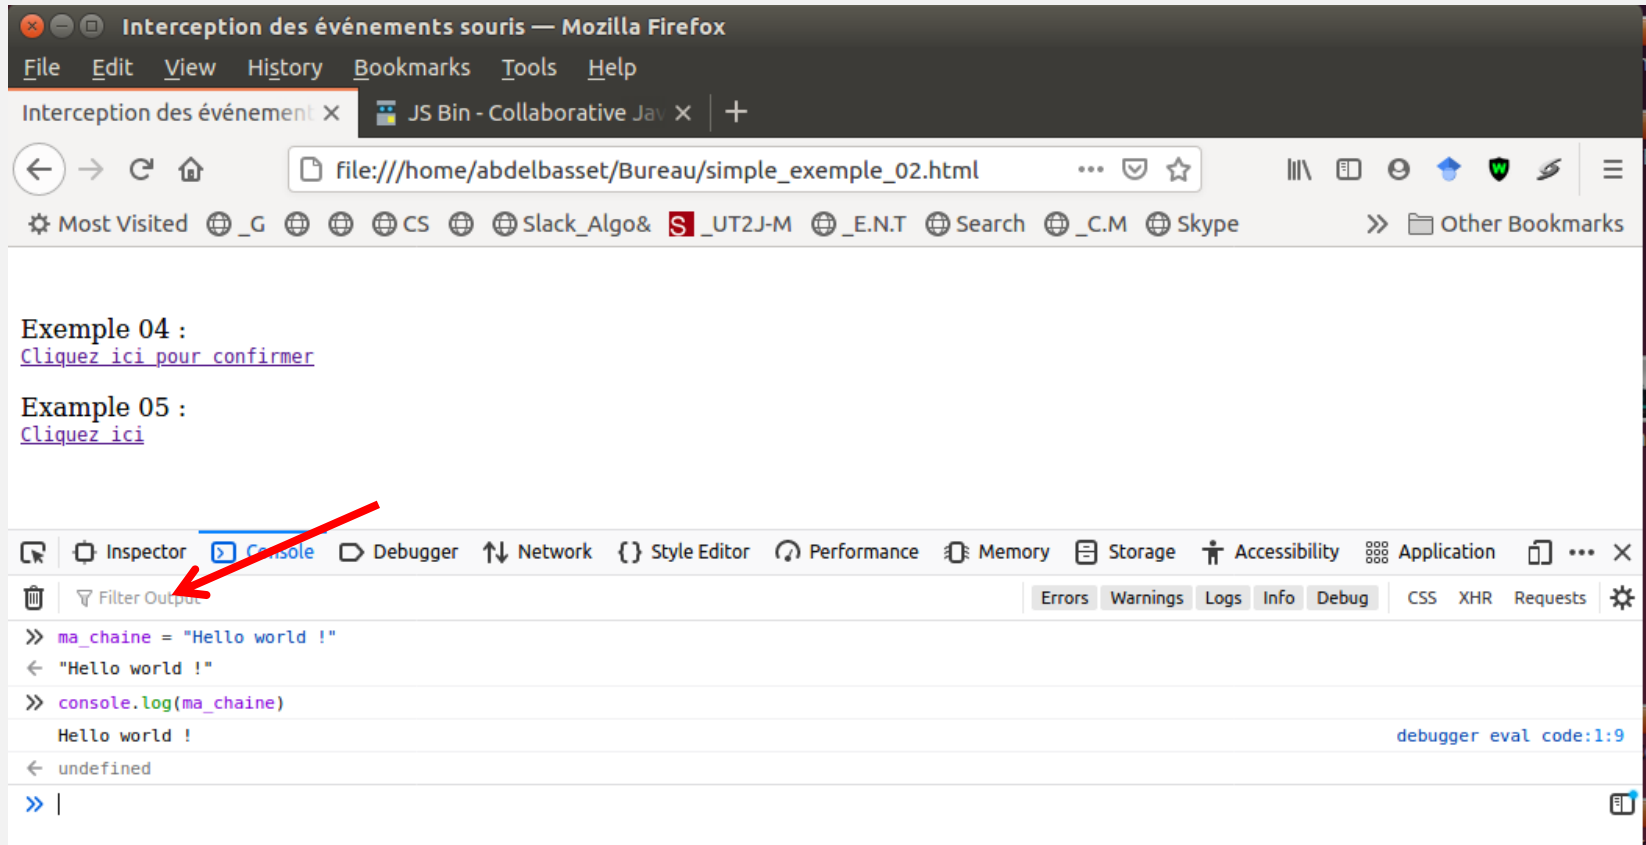 Interception des événements souris — Mozilla Firefox
File Edit View History Bookmarks Tools Help
Interception des événement JS Bin - Collaborative Jav
file:///home/abdelbasset/Bureau/simple_exemple_02.html
Most Visited _G CS Slack_Algo& S _UT2J-M _E.N.T Search _C.M Skype Other Bookmarks
Exemple 04 :
Cliquez ici pour confirmer
Example 05 :
Cliquez ici
Inspector Console Debugger Network Style Editor Performance Memory Storage Accessibility Application
Filter Output Errors Warnings Logs Info Debug CSS XHR Requests
» ma_chaine = "Hello world !"
← "Hello world !"
» console.log(ma_chaine)
Hello world ! debugger eval code:1:9
← undefined
»